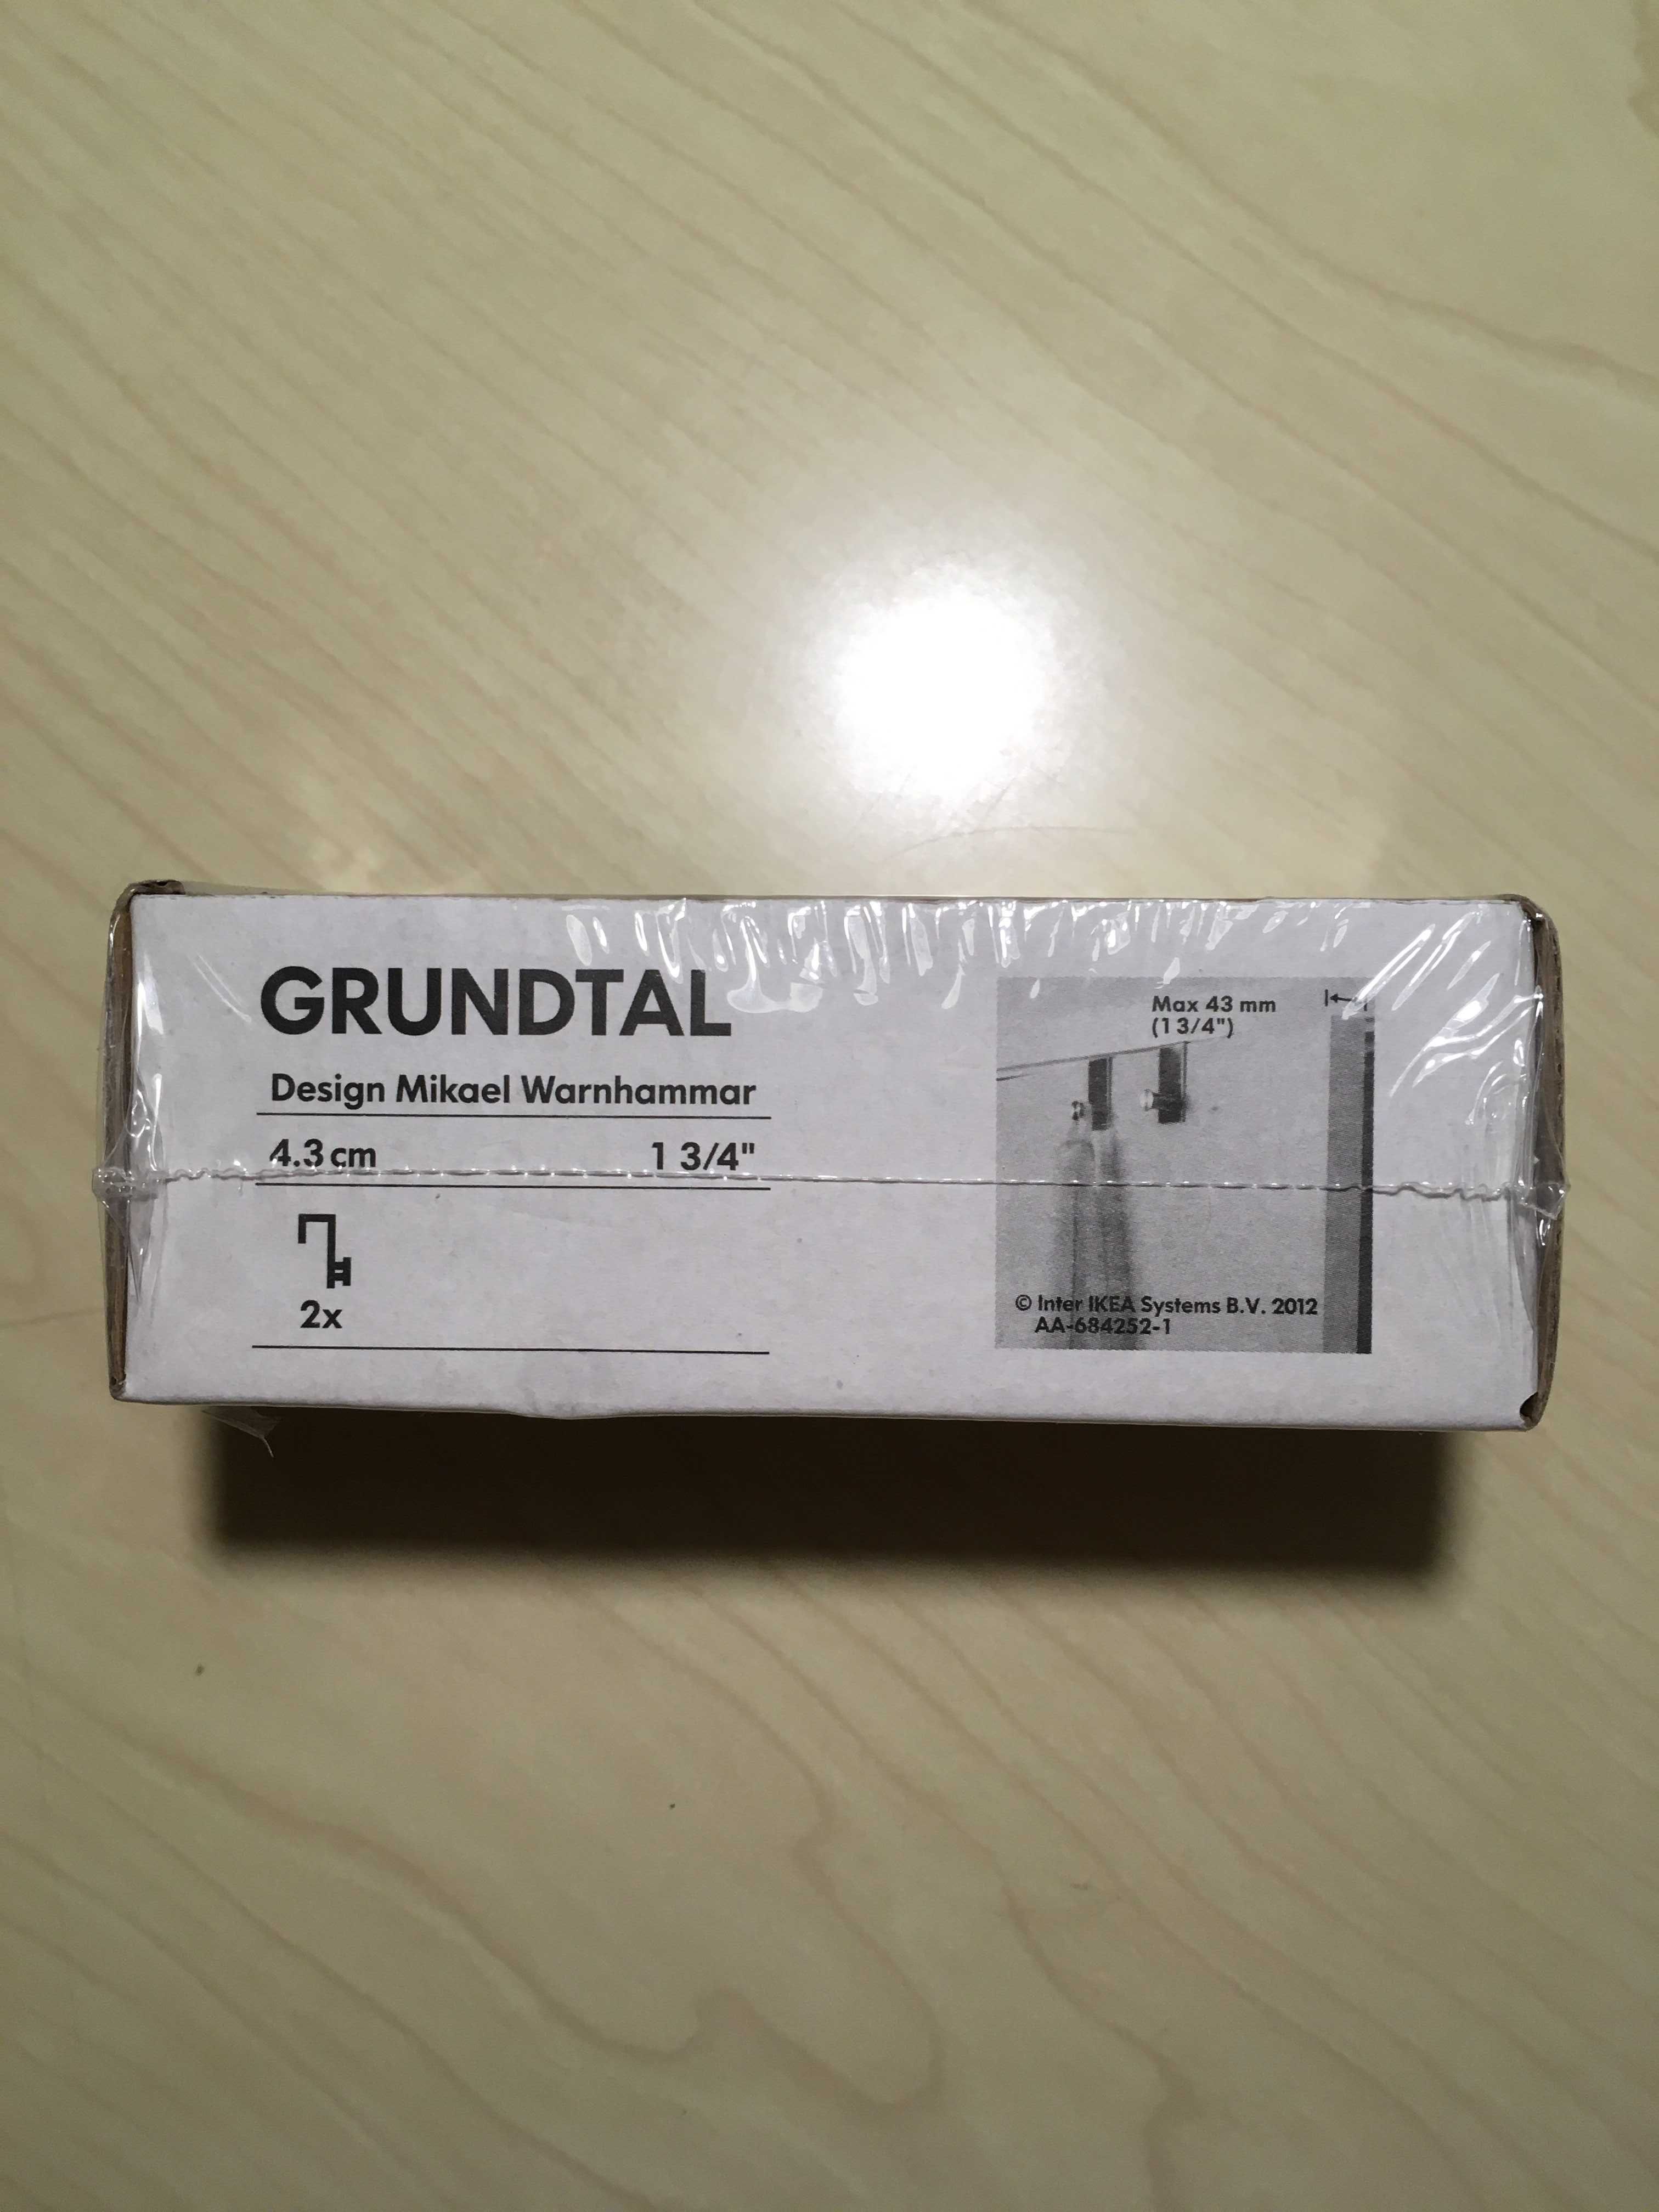 GRUNDTAL
Design Mikael Warnhammar
4.3 cm 1 3/4"
2x
Max 43 mm
(1 3/4")
© Inter IKEA Systems B.V. 2012
AA-684252-1